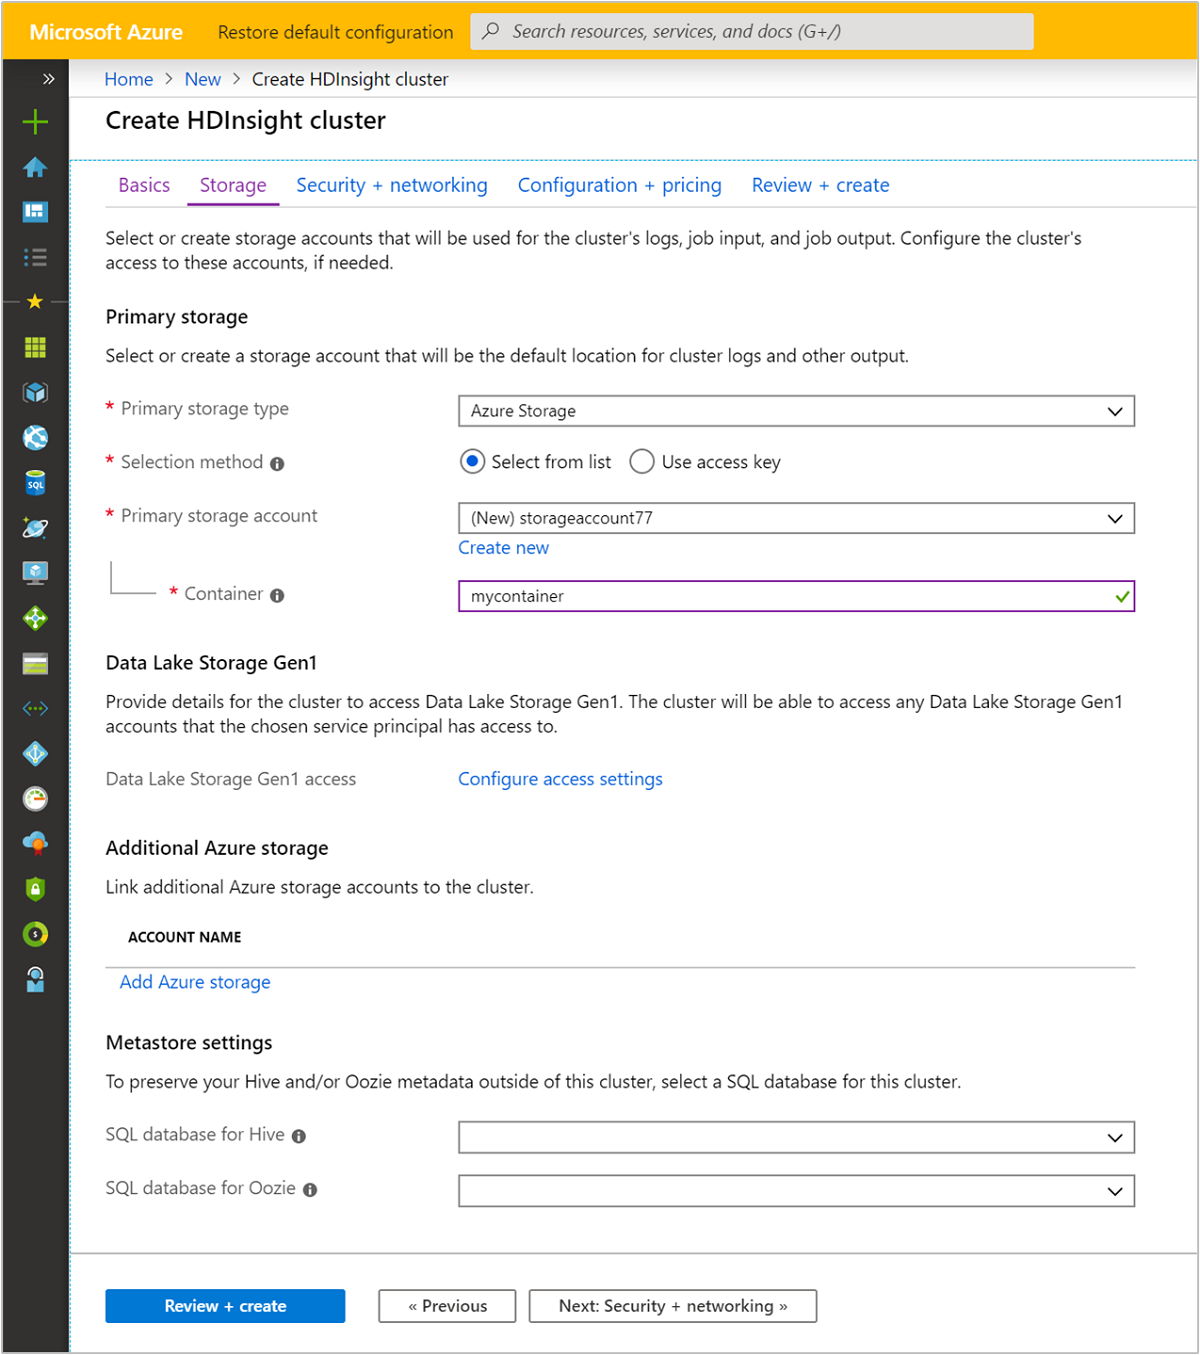 Microsoft Azure Restore default configuration Search resources, services, and docs (G+/)
» Home > New > Create HDInsight cluster
Create HDInsight cluster
Basics Storage Security + networking Configuration + pricing Review + create
Select or create storage accounts that will be used for the cluster's logs, job input, and job output. Configure the cluster's
access to these accounts, if needed.
Primary storage
Select or create a storage account that will be the default location for cluster logs and other output.
* Primary storage type Azure Storage
* Selection method Select from list Use access key
* Primary storage account (New) storageaccount77
Create new
* Container mycontainer
Data Lake Storage Gen1
Provide details for the cluster to access Data Lake Storage Gen1. The cluster will be able to access any Data Lake Storage Gen1
accounts that the chosen service principal has access to.
Data Lake Storage Gen1 access Configure access settings
Additional Azure storage
Link additional Azure storage accounts to the cluster.
ACCOUNT NAME
Add Azure storage
Metastore settings
To preserve your Hive and/or Oozie metadata outside of this cluster, select a SQL database for this cluster.
SQL database for Hive
SQL database for Oozie
Review + create « Previous Next: Security + networking »
SQL